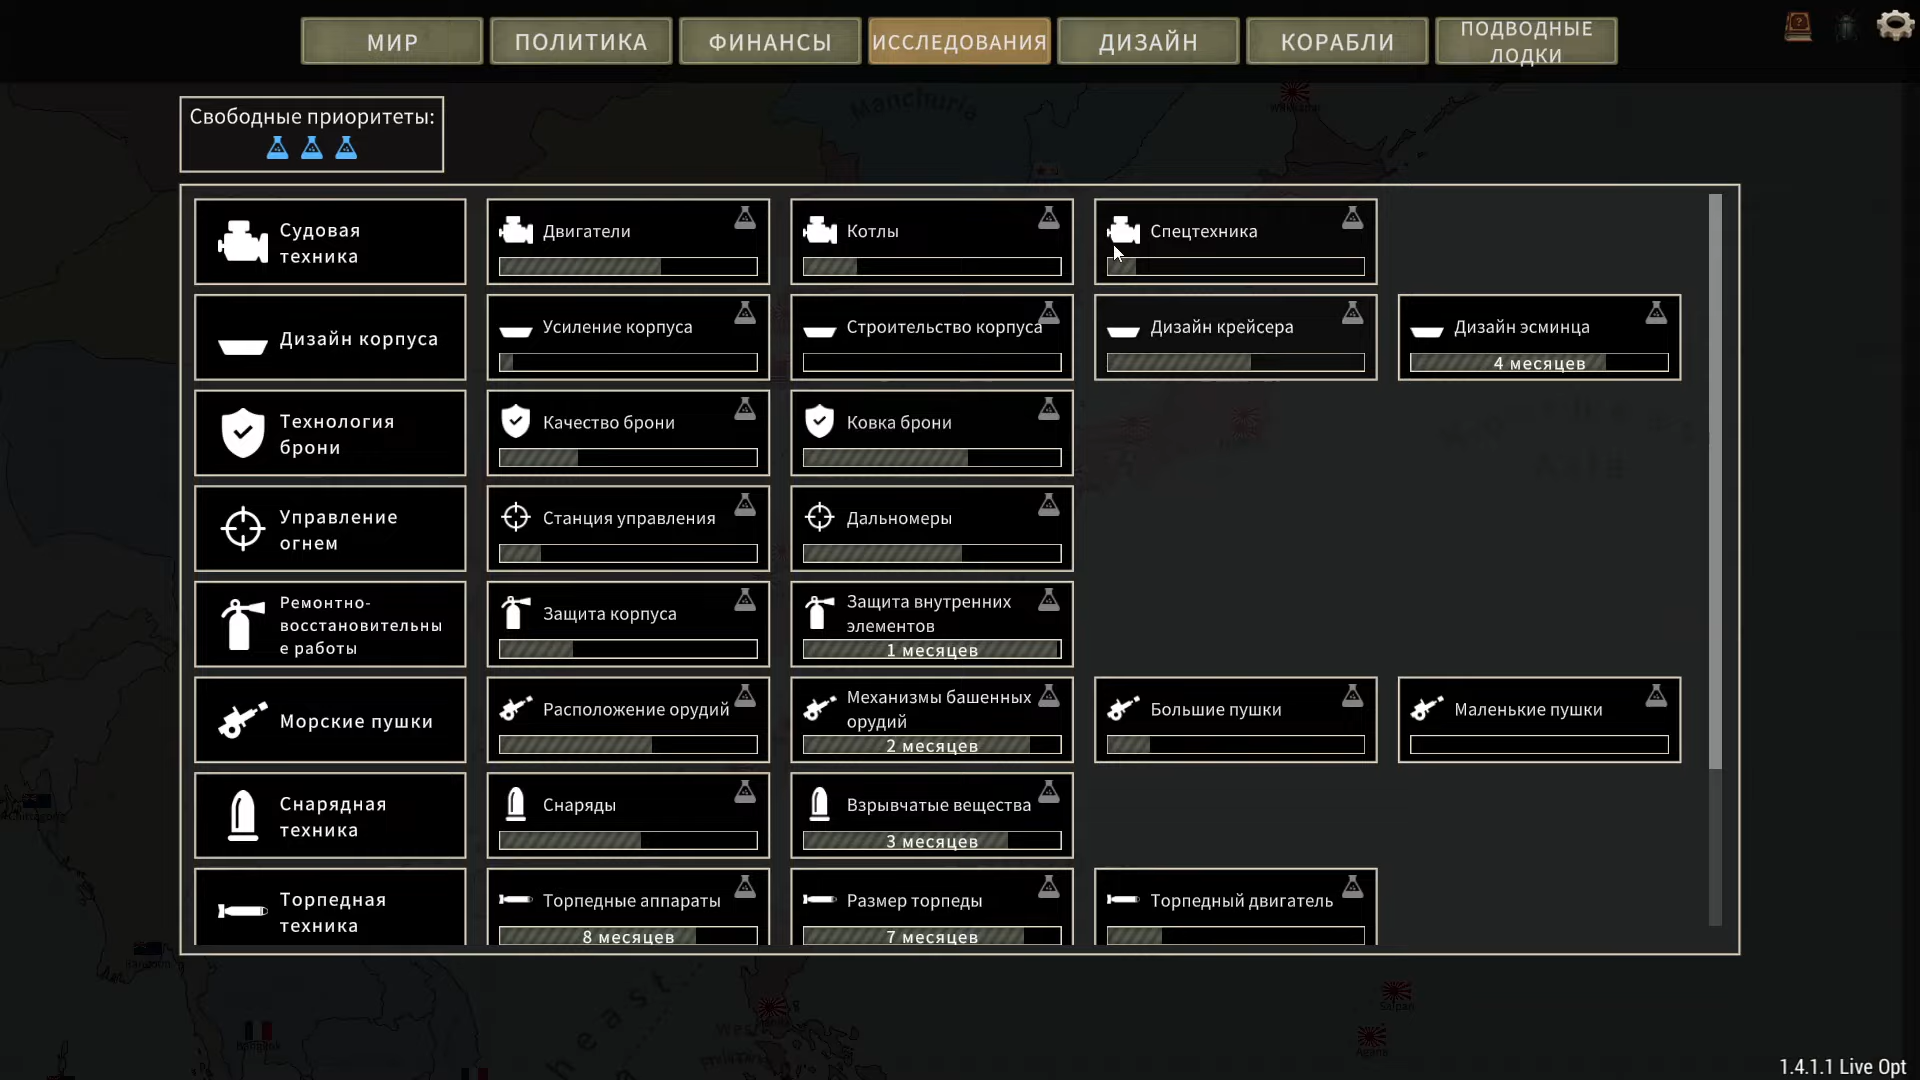 МИР
ПОЛИТИКА
ФИНАНСЫ
ИССЛЕДОВАНИЯ
ДИЗАЙН
КОРАБЛИ
ПОДВОДНЫЕ
ЛОДКИ
Свободные приоритеты:
Manchuria
Судовая
техника
Двигатели
Котлы
Спецтехника
Дизайн корпуса
Усиление корпуса
Строительство корпуса
Дизайн крейсера
Дизайн эсминца
4 месяцев
Технология
брони
Качество брони
Ковка брони
Управление
огнем
Станция управления
Дальномеры
Ремонтно-
восстановительны
е работы
Защита корпуса
Защита внутренних
элементов
1 месяцев
Морские пушки
Расположение орудий
Механизмы башенных
орудий
2 месяцев
Большие пушки
Маленькие пушки
Снарядная
техника
Снаряды
Взрывчатые вещества
3 месяцев
Торпедная
техника
Торпедные аппараты
8 месяцев
Размер торпеды
7 месяцев
Торпедный двигатель
Saipan
Bangkok
1.4.1.1 Live Opt